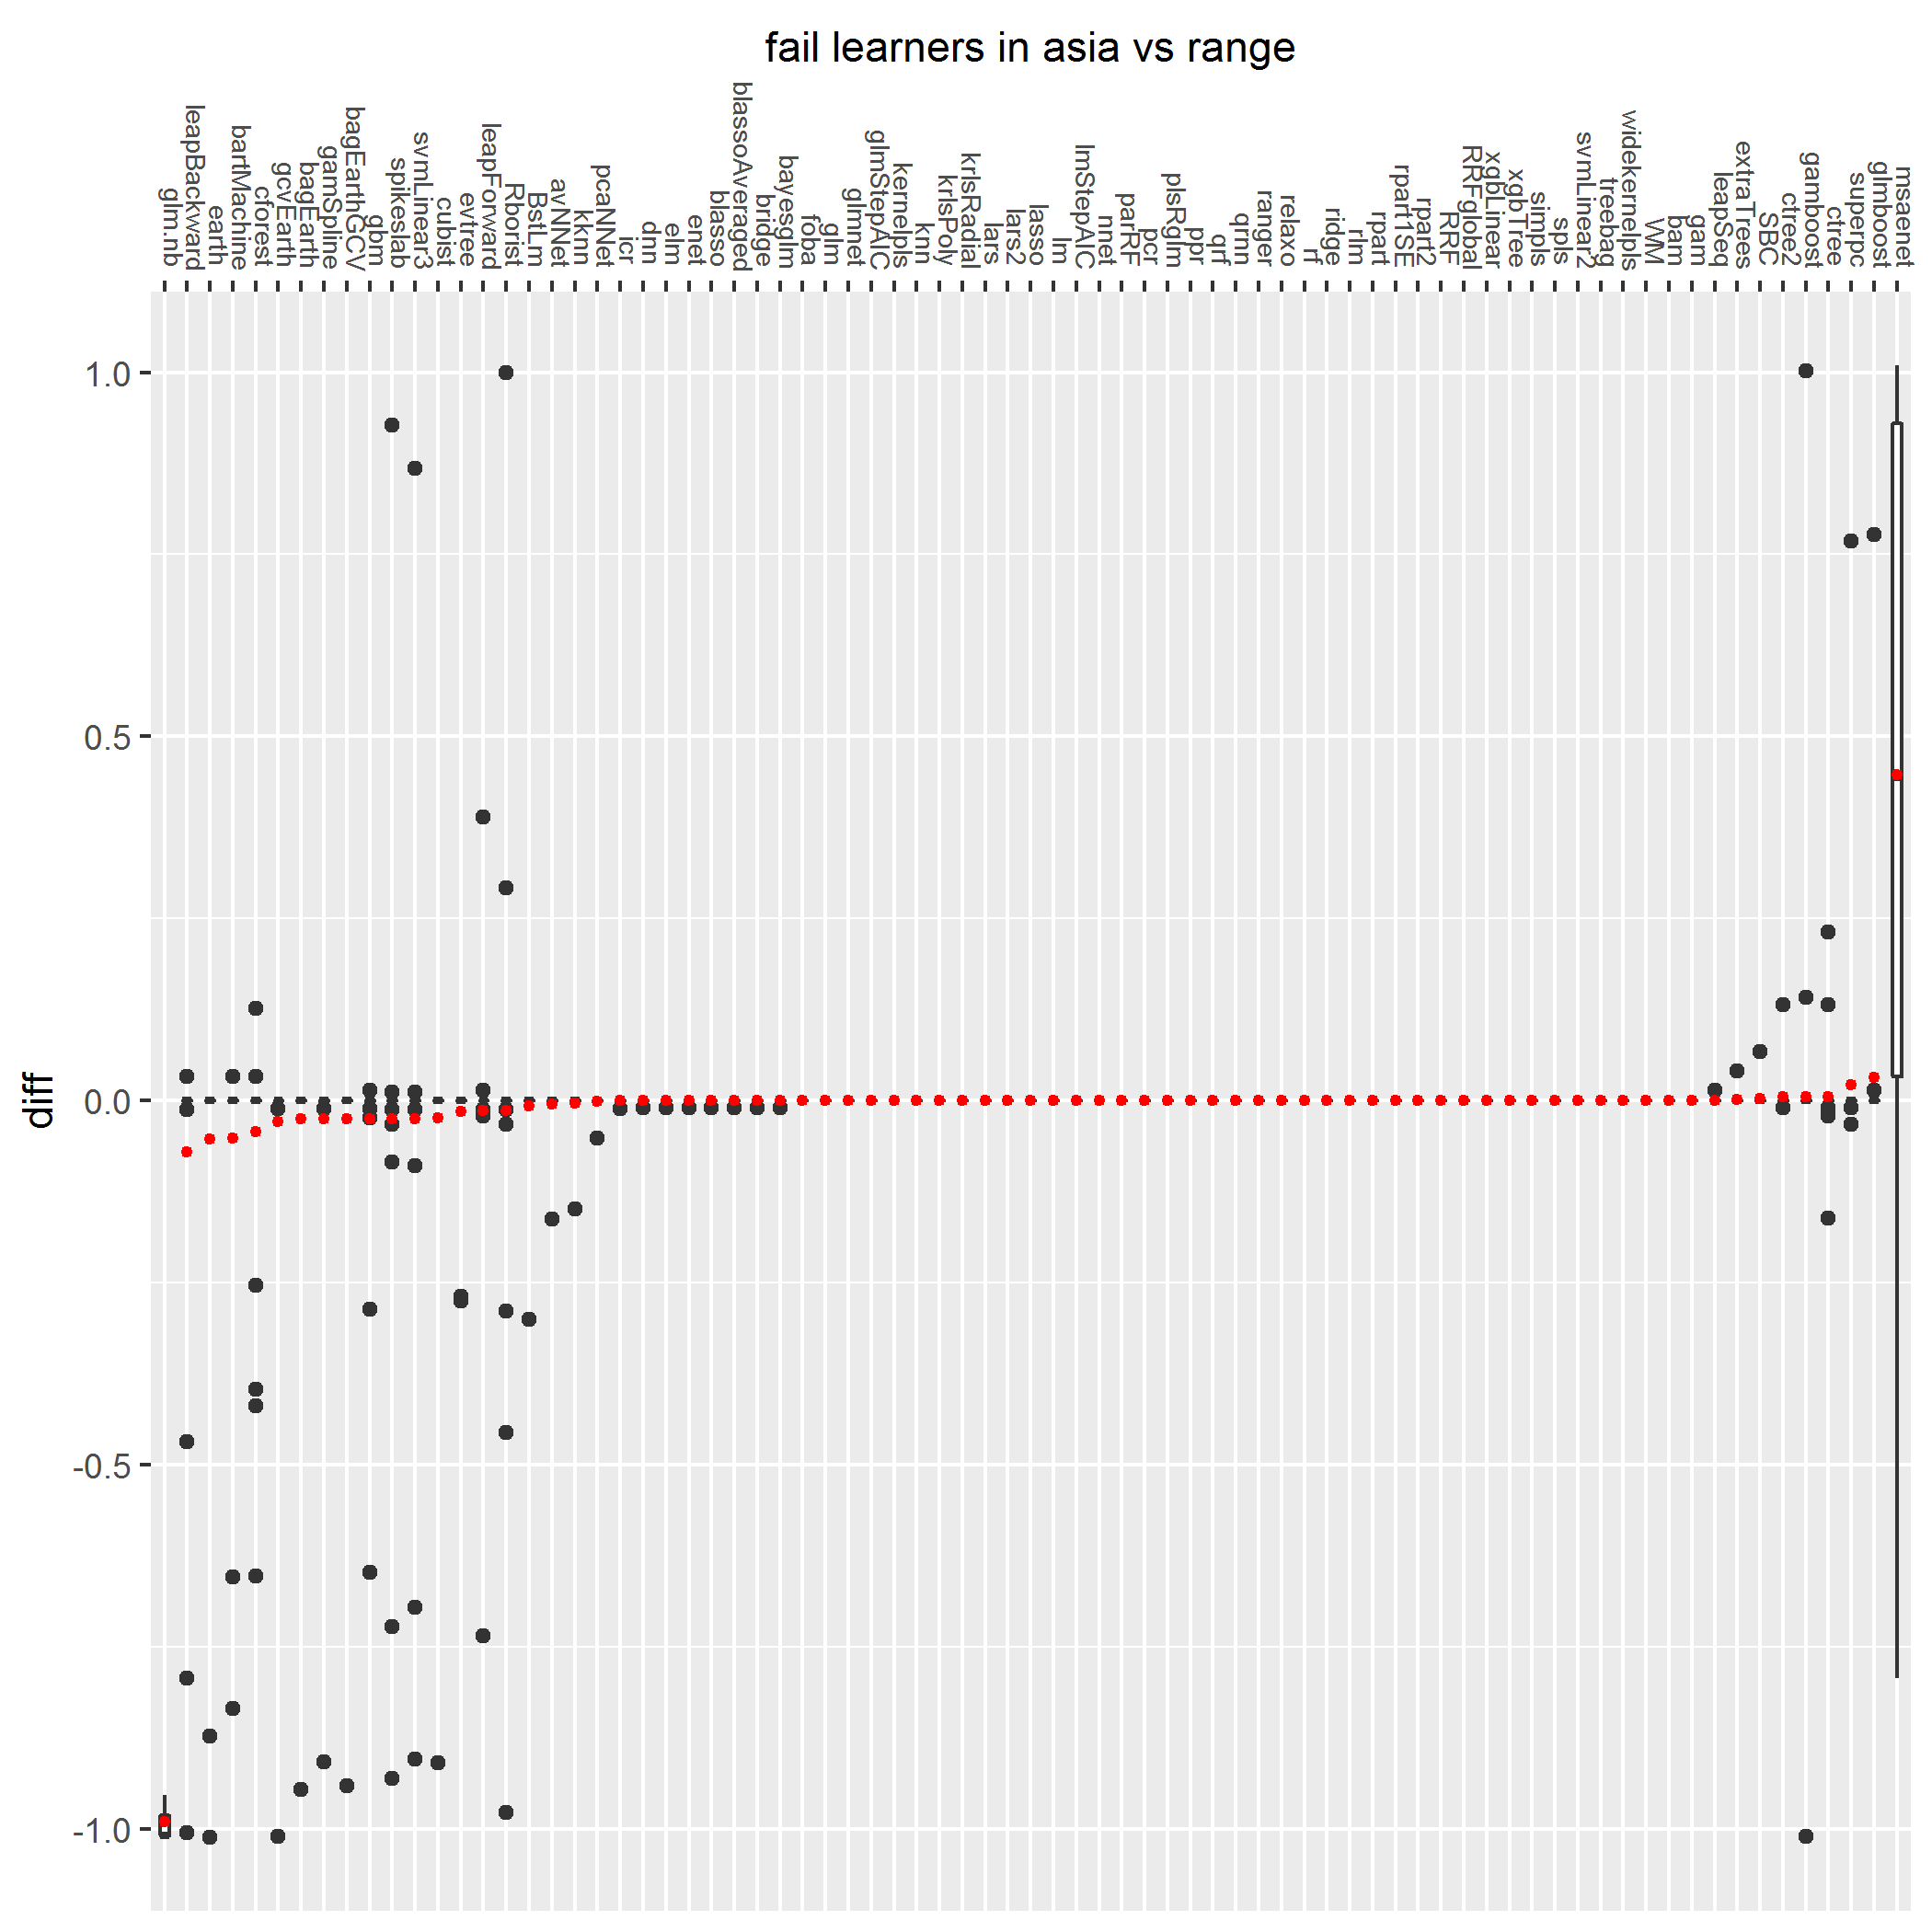 fail learners in asia vs range
glm.nb
leapBackward
earth
bartMachine
cforest
gcvEarth
bagEarth
gamSpline
bagEarthGCV
gbm
spikeslab
svmLinear3
cubist
evtree
leapForward
Rborist
BstLm
avNNet
kknn
pcaNNet
icr
dnn
elm
enet
blasso
blassoAveraged
bridge
bayesglm
foba
glm
glmnet
glmStepAIC
kernelpls
knn
krlsPoly
krlsRadial
lars
lars2
lasso
lm
lmStepAIC
nnet
parRF
pcr
plsRglm
ppr
qrf
qrnn
ranger
relaxo
rf
ridge
rlm
rpart
rpart1SE
rpart2
RRF
RRFglobal
xgbLinear
xgbTree
simpls
spls
svmLinear2
treebag
widekernelpls
WM
bam
gam
leapSeq
extraTrees
SBC
ctree2
gamboost
ctree
superpc
glmboost
msaenet
1.0
0.5
0.0
-0.5
-1.0
diff